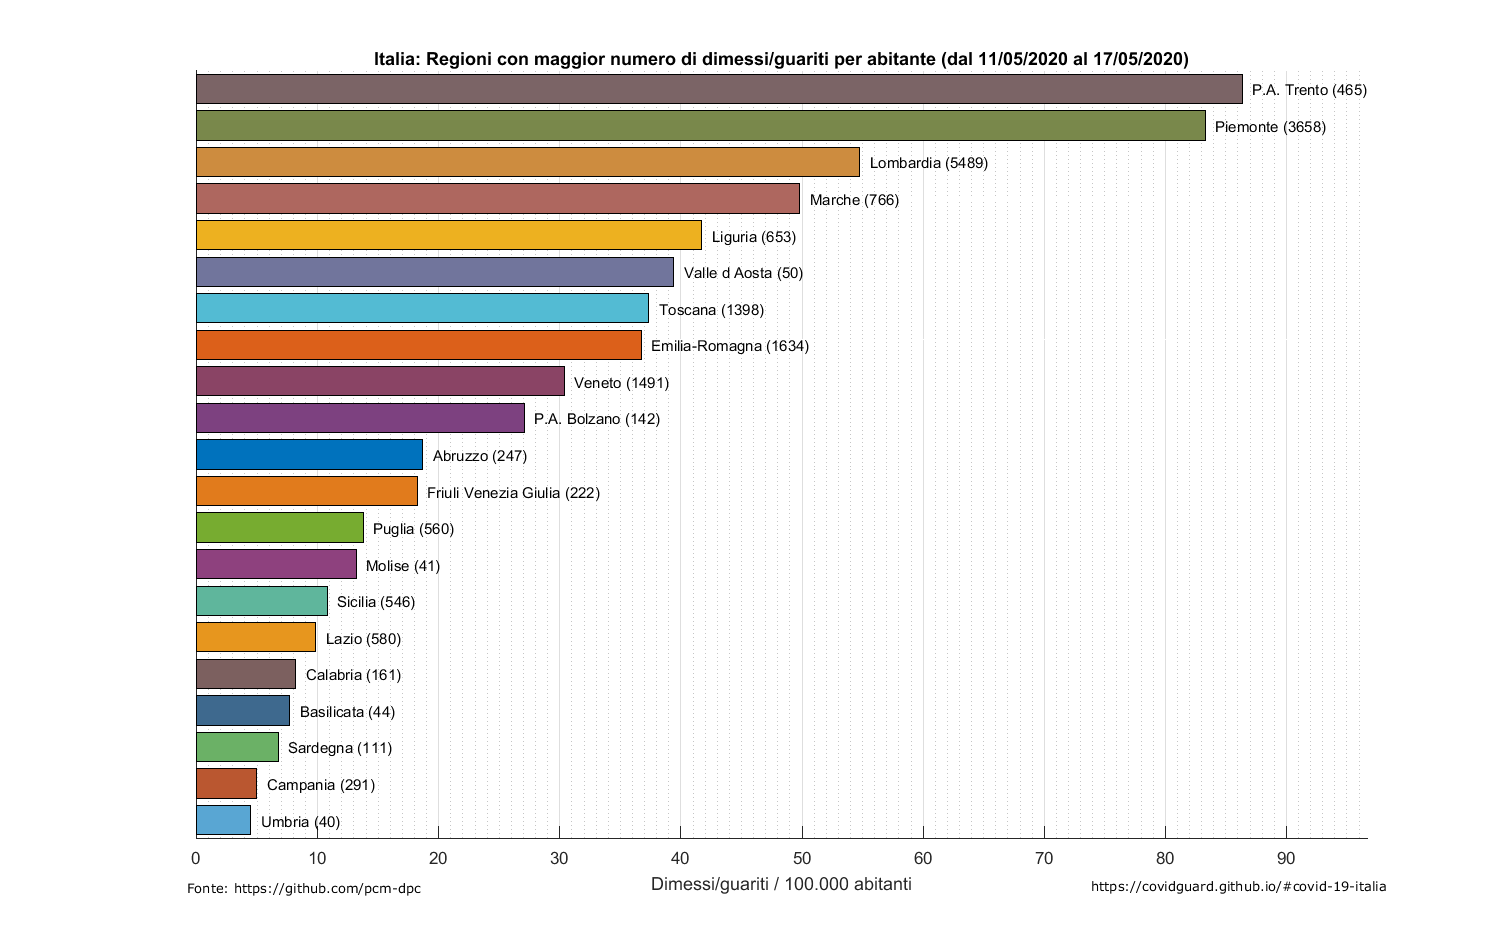 Italia: Regioni con maggior numero di dimessi/guariti per abitante (dal 11/05/2020 al 17/05/2020)
P.A. Trento (465)
Piemonte (3658)
Lombardia (5489)
Marche (766)
Liguria (653)
Valle d Aosta (50)
Toscana (1398)
Emilia-Romagna (1634)
Veneto (1491)
P.A. Bolzano (142)
Abruzzo (247)
Friuli Venezia Giulia (222)
Puglia (560)
Molise (41)
Sicilia (546)
Lazio (580)
Calabria (161)
Basilicata (44)
Sardegna (111)
Campania (291)
Umbria (40)
0 10 20 30 40 50 60 70 80 90
Dimessi/guariti / 100.000 abitanti
Fonte: https://github.com/pcm-dpc
https://covidguard.github.io/#covid-19-italia